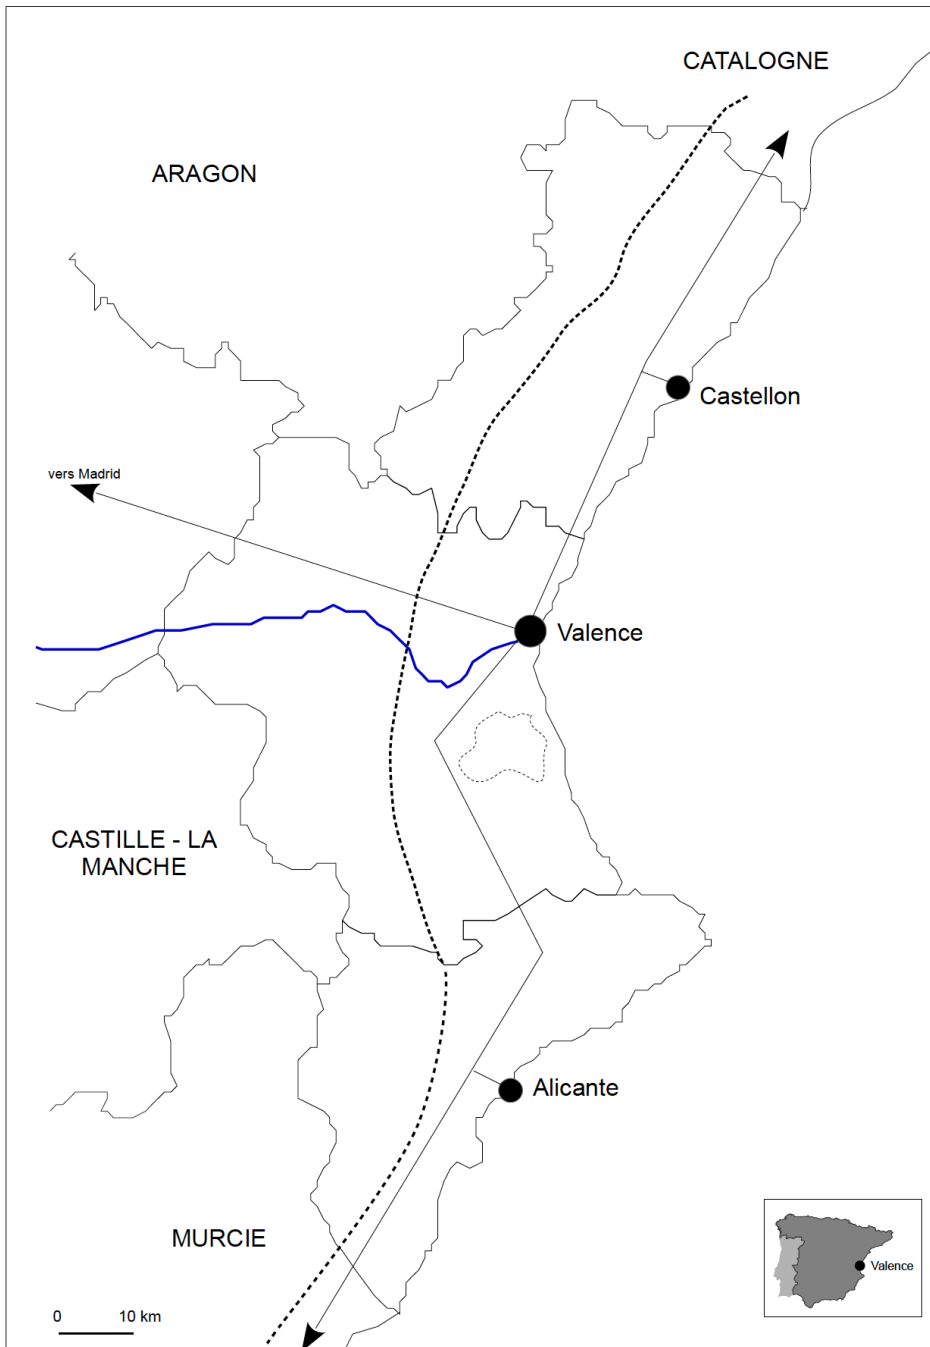 CATALOGNE
ARAGON
Castellon
vers Madrid
Valence
CASTILLE - LA
MANCHE
Alicante
MURCIE
Valence
0 10 km